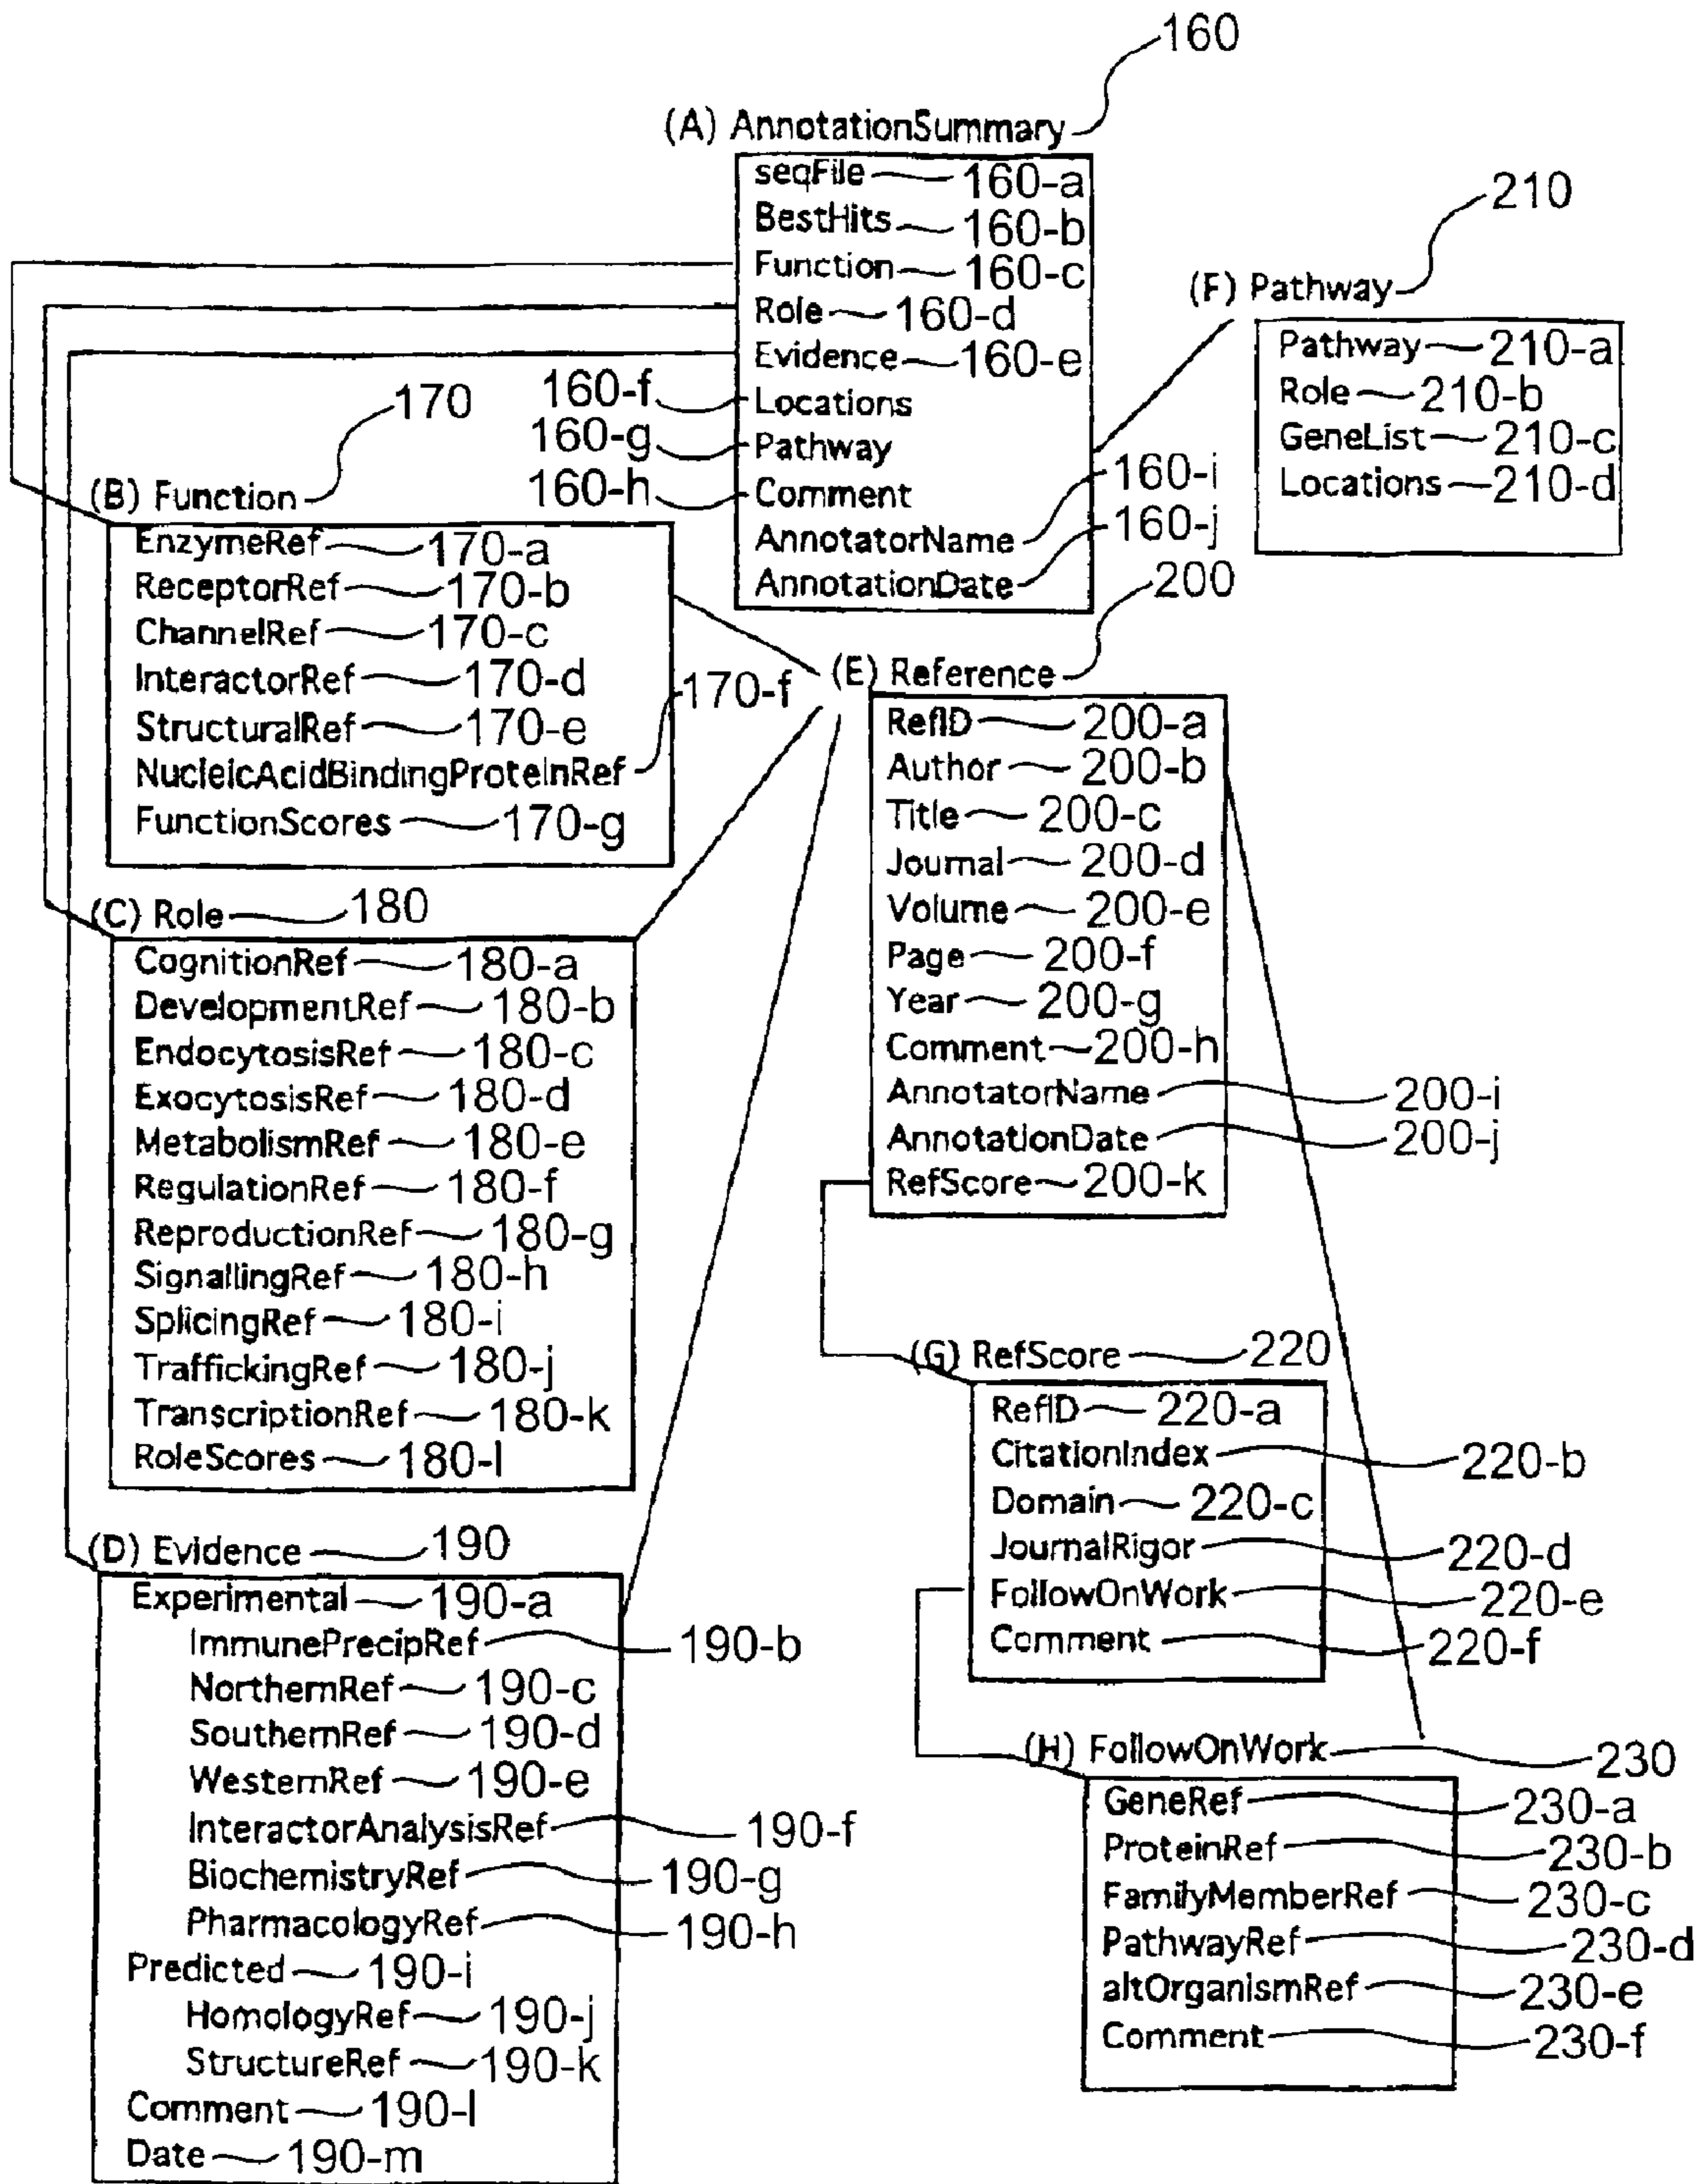 160
(A) AnnotationSummary
seqFile 160-a
BestHits 160-b
Function 160-c
Role 160-d
Evidence 160-e
160-f Locations
160-g Pathway
160-h Comment
AnnotatorName 160-i
AnnotationDate 160-j
210
(F) Pathway
Pathway 210-a
Role 210-b
GeneList 210-c
Locations 210-d
170
(B) Function
EnzymeRef 170-a
ReceptorRef 170-b
ChannelRef 170-c
InteractorRef 170-d
StructuralRef 170-e
NucleicAcidBindingProteinRef 170-f
FunctionScores 170-g
(C) Role 180
CognitionRef 180-a
DevelopmentRef 180-b
EndocytosisRef 180-c
ExocytosisRef 180-d
MetabolismRef 180-e
RegulationRef 180-f
ReproductionRef 180-g
SignallingRef 180-h
SplicingRef 180-i
TraffickingRef 180-j
TranscriptionRef 180-k
RoleScores 180-l
(D) Evidence 190
Experimental 190-a
ImmunePrecipRef 190-b
NorthernRef 190-c
SouthernRef 190-d
WesternRef 190-e
InteractorAnalysisRef 190-f
BiochemistryRef 190-g
PharmacologyRef 190-h
Predicted 190-i
HomologyRef 190-j
StructureRef 190-k
Comment 190-l
Date 190-m
200
(E) Reference
RefID 200-a
Author 200-b
Title 200-c
Journal 200-d
Volume 200-e
Page 200-f
Year 200-g
Comment 200-h
AnnotatorName 200-i
AnnotationDate 200-j
RefScore 200-k
(G) RefScore 220
RefID 220-a
CitationIndex 220-b
Domain 220-c
JournalRigor 220-d
FollowOnWork 220-e
Comment 220-f
(H) FollowOnWork 230
GeneRef 230-a
ProteinRef 230-b
FamilyMemberRef 230-c
PathwayRef 230-d
altOrganismRef 230-e
Comment 230-f